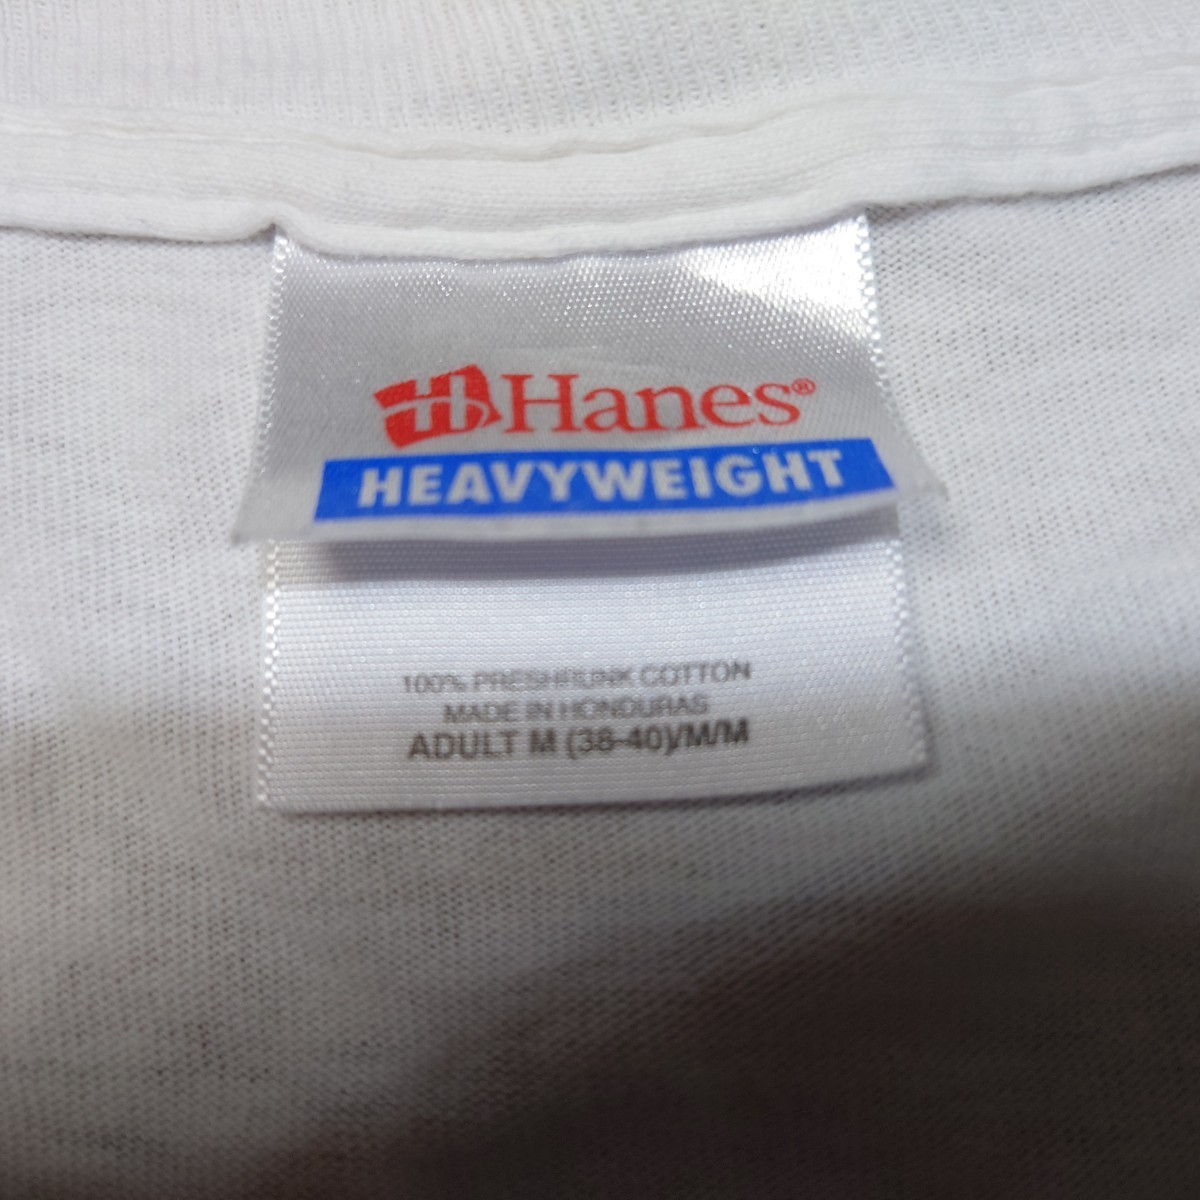 Hanes®
HEAVYWEIGHT
100% PRESHRUNK COTTON
MADE IN HONDURAS
ADULT M (38-40)/M/M